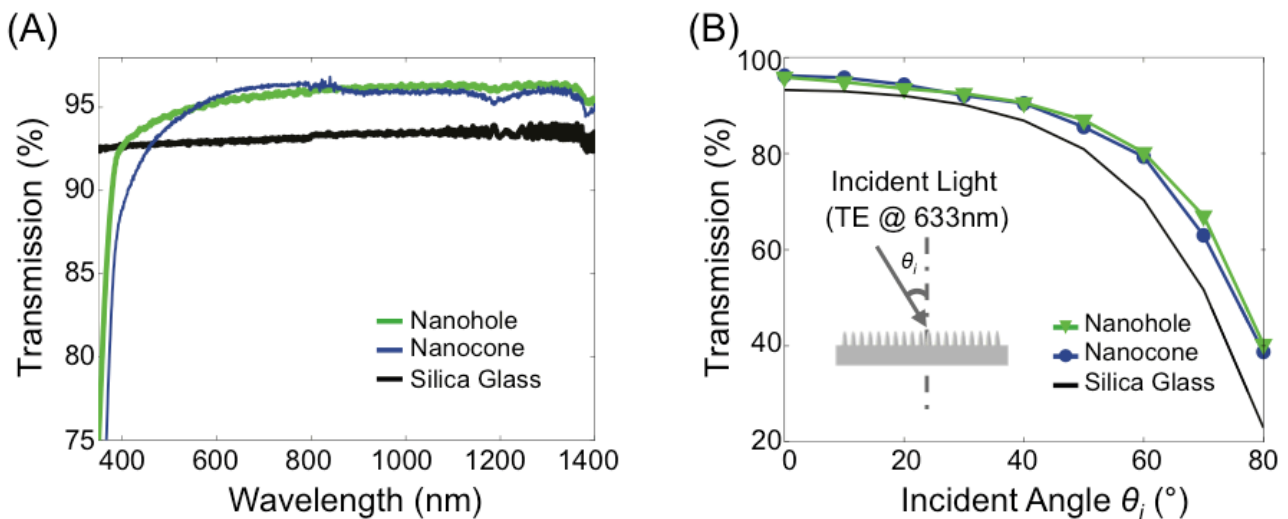 (A)
Transmission (%)
95
90
85
80
75
400
600
800
1000
1200
1400
Wavelength (nm)
Nanohole
Nanocone
Silica Glass
(B)
Transmission (%)
100
80
60
40
20
0
20
40
60
80
Incident Angle θi (°)
Incident Light
(TE @ 633nm)
θi
Nanohole
Nanocone
Silica Glass